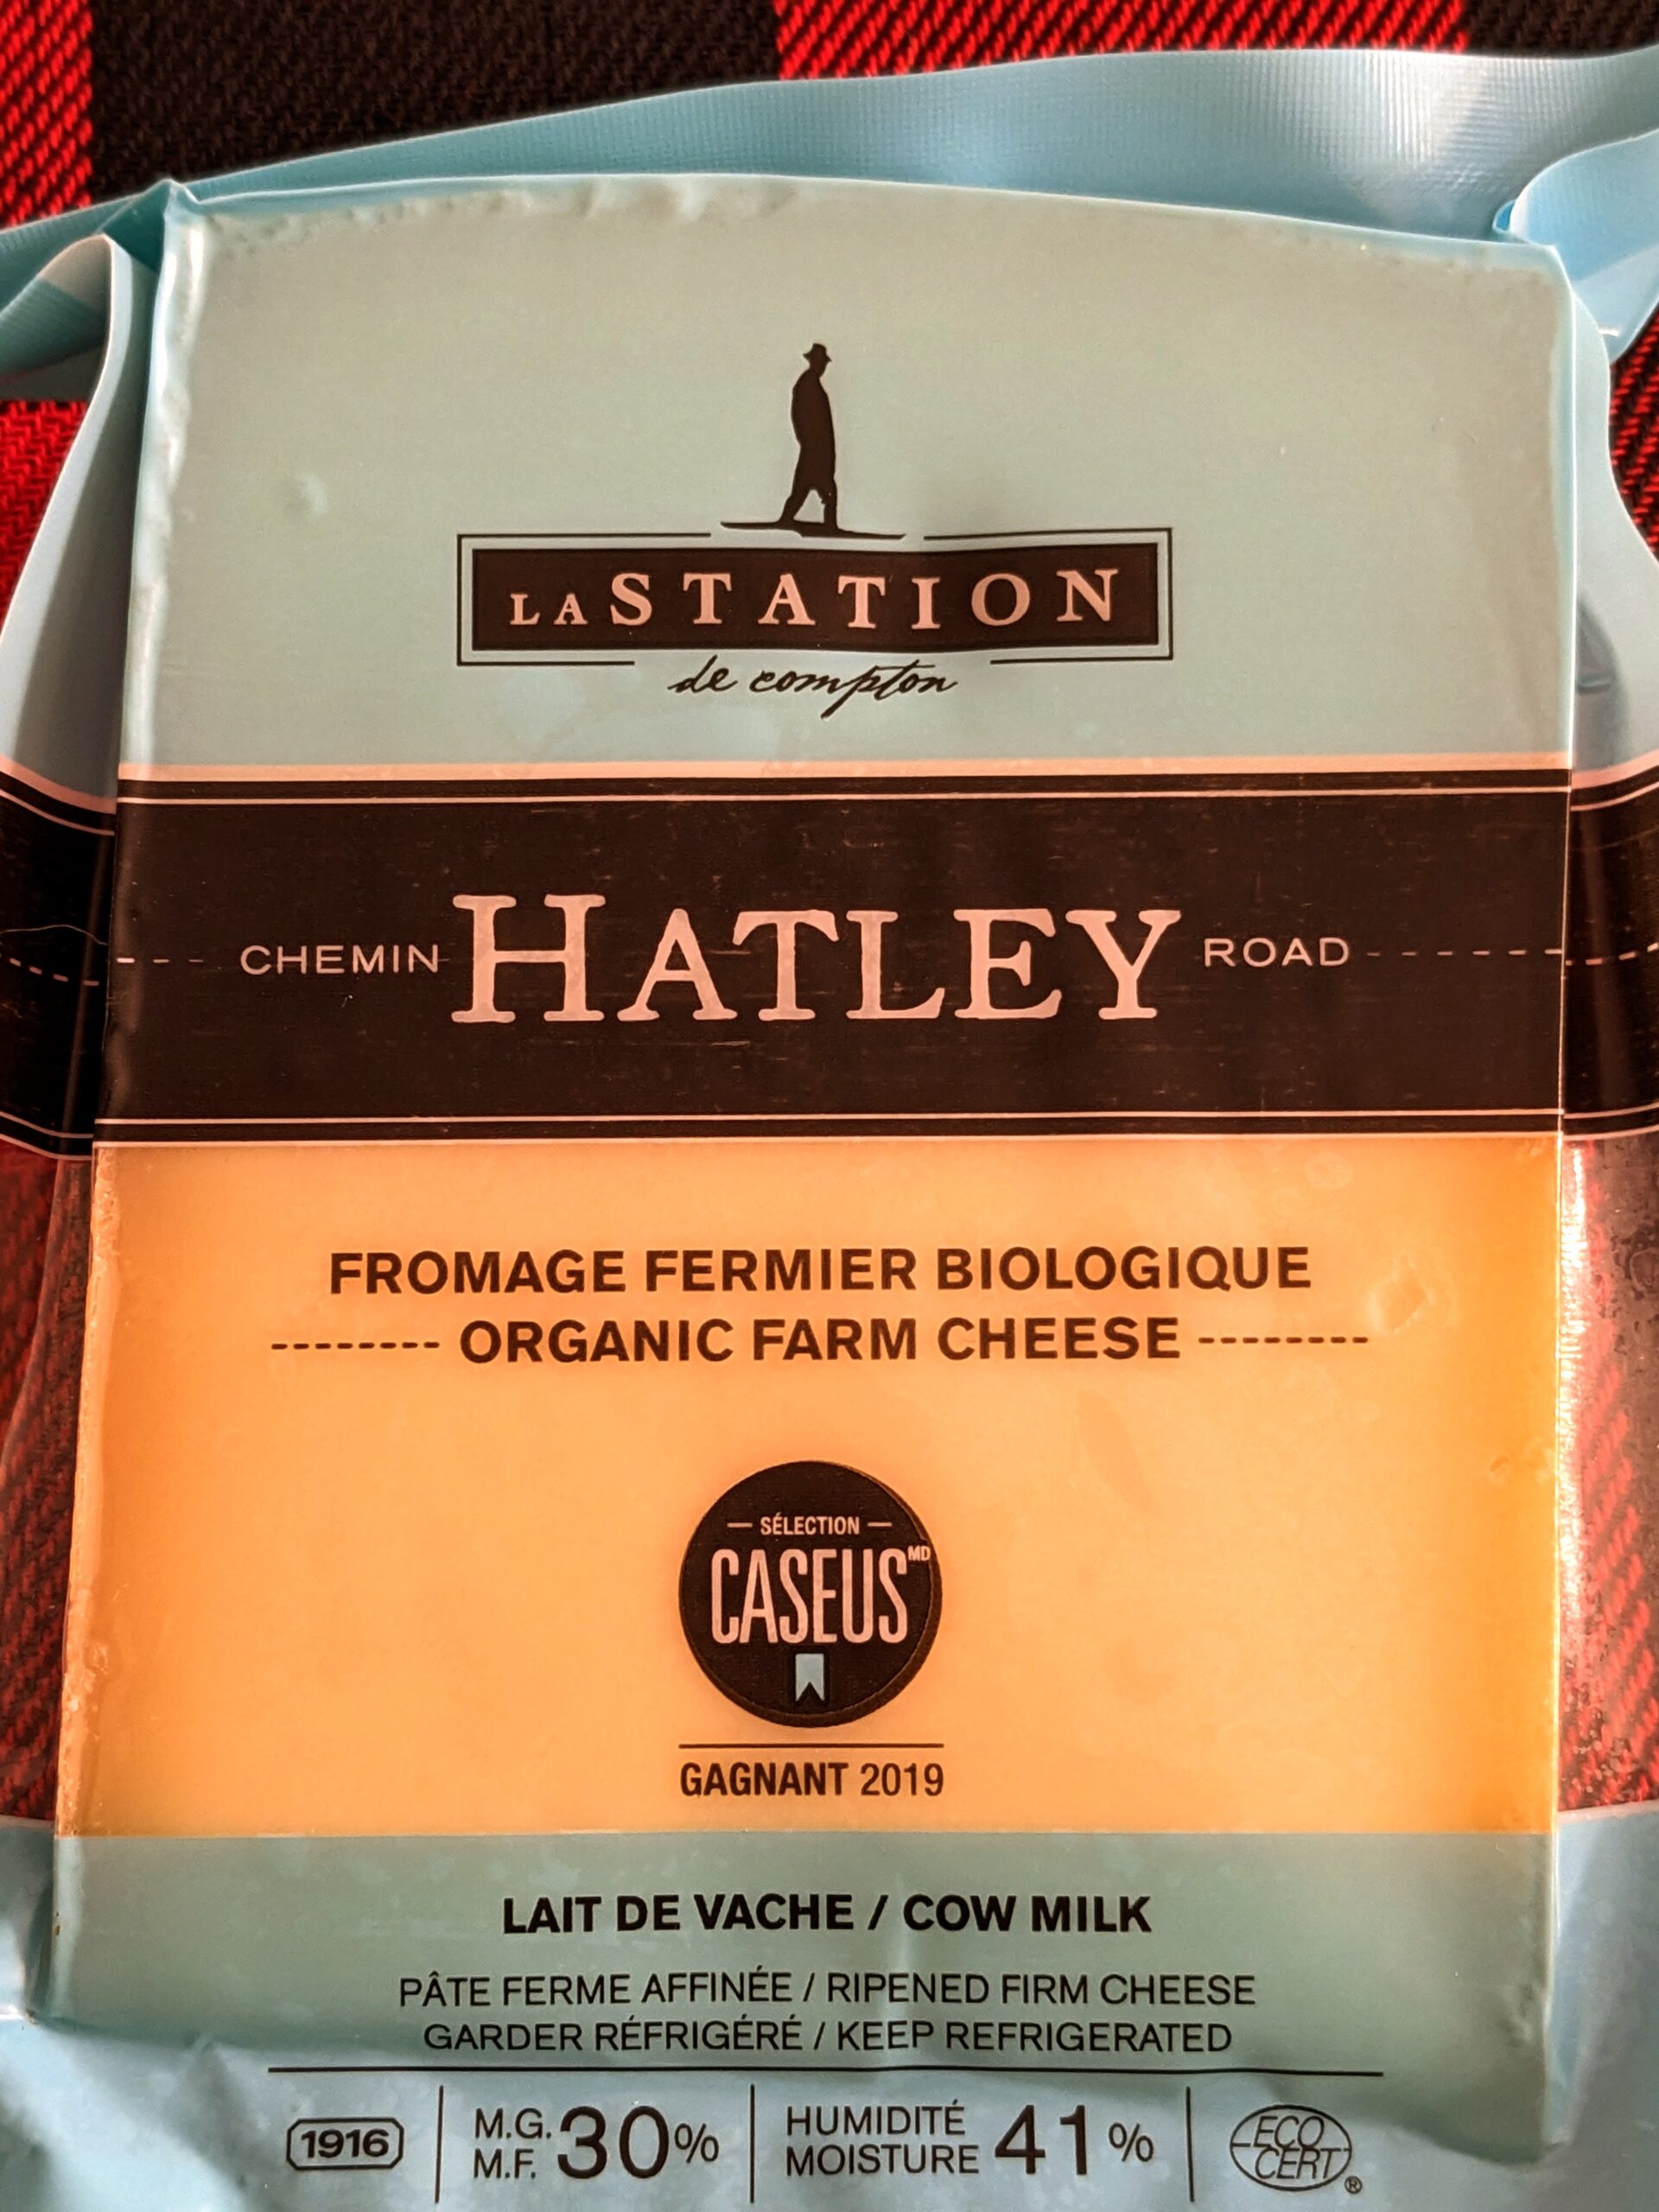 LA STATION
de compton
CHEMIN HATLEY ROAD
FROMAGE FERMIER BIOLOGIQUE
-------- ORGANIC FARM CHEESE --------
— SÉLECTION —
CASEUS MD
GAGNANT 2019
LAIT DE VACHE / COW MILK
PÂTE FERME AFFINÉE / RIPENED FIRM CHEESE
GARDER RÉFRIGÉRÉ / KEEP REFRIGERATED
1916
M.G.
M.F. 30%
HUMIDITÉ
MOISTURE 41%
ECO
CERT®